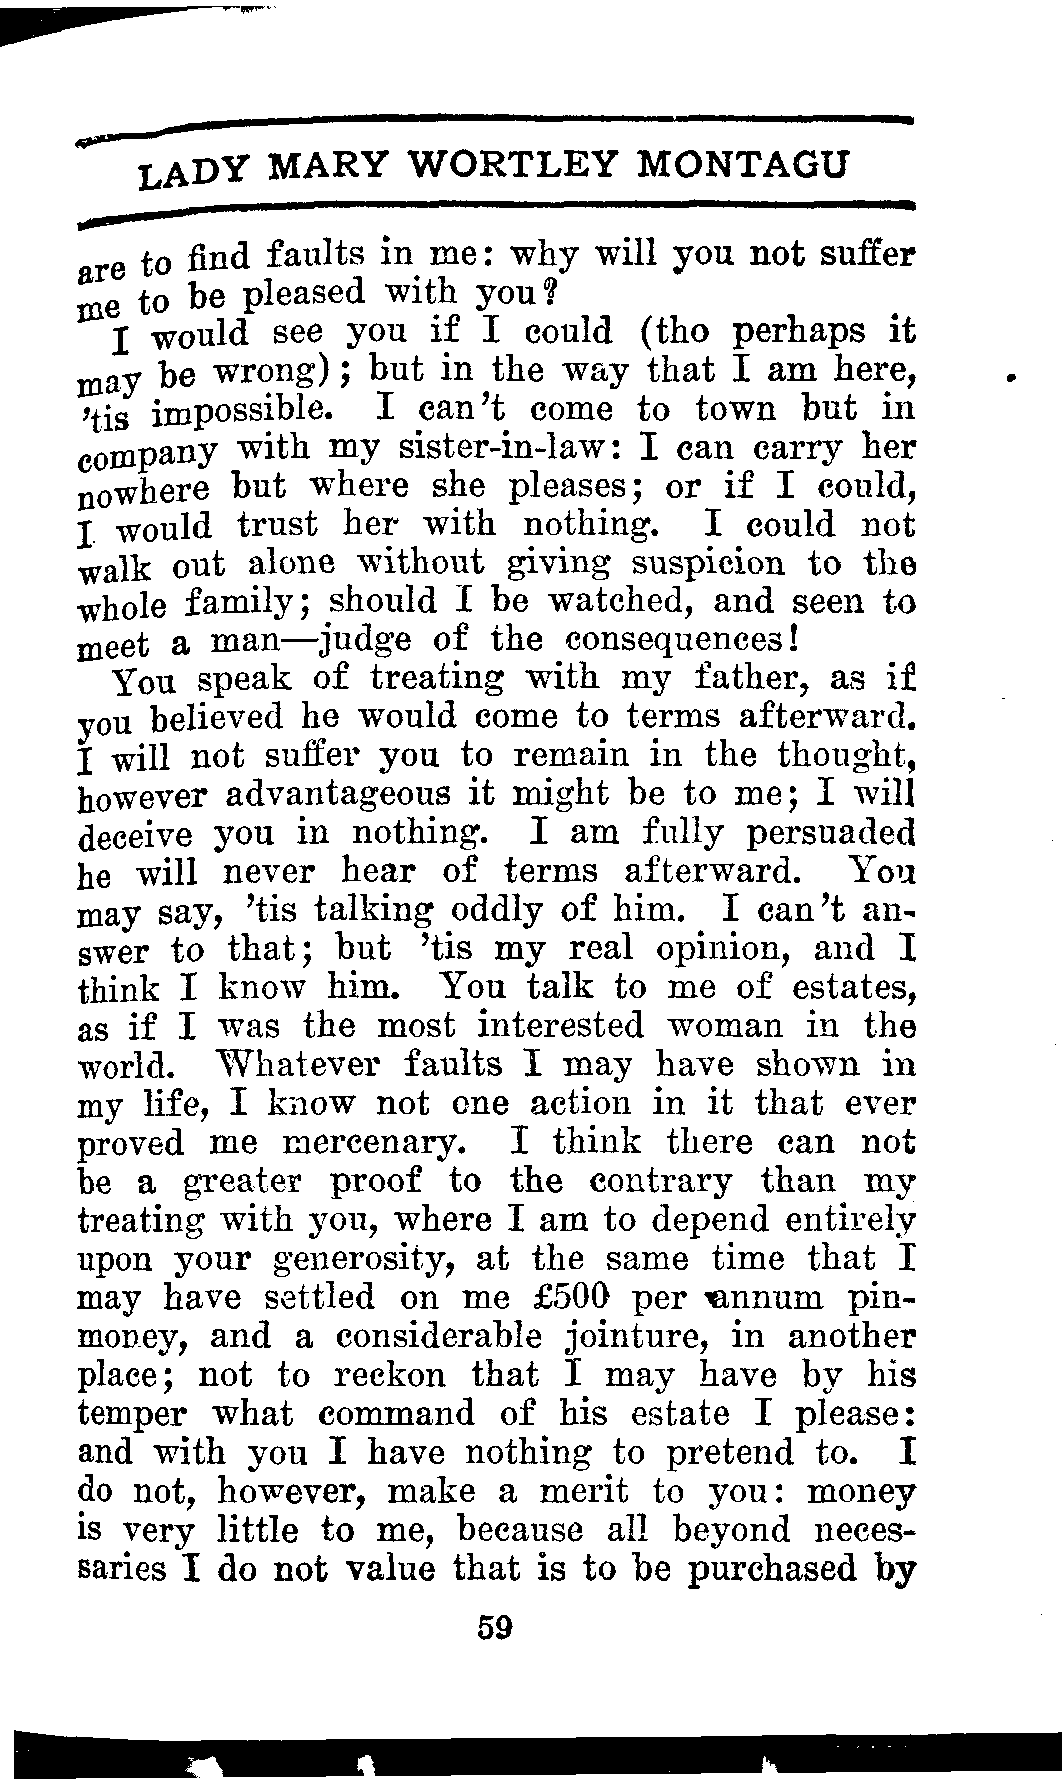 LADY MARY WORTLEY MONTAGU
are to find faults in me: why will you not suffer
me to be pleased with you?
I would see you if I could (tho perhaps it
may be wrong); but in the way that I am here,
'tis impossible. I can't come to town but in
company with my sister-in-law: I can carry her
nowhere but where she pleases; or if I could,
I would trust her with nothing. I could not
walk out alone without giving suspicion to the
whole family; should I be watched, and seen to
meet a man—judge of the consequences!
You speak of treating with my father, as if
you believed he would come to terms afterward.
I will not suffer you to remain in the thought,
however advantageous it might be to me; I will
deceive you in nothing. I am fully persuaded
he will never hear of terms afterward. You
may say, 'tis talking oddly of him. I can't an-
swer to that; but 'tis my real opinion, and I
think I know him. You talk to me of estates,
as if I was the most interested woman in the
world. Whatever faults I may have shown in
my life, I know not one action in it that ever
proved me mercenary. I think there can not
be a greater proof to the contrary than my
treating with you, where I am to depend entirely
upon your generosity, at the same time that I
may have settled on me £500 per annum pin-
money, and a considerable jointure, in another
place; not to reckon that I may have by his
temper what command of his estate I please:
and with you I have nothing to pretend to. I
do not, however, make a merit to you: money
is very little to me, because all beyond neces-
saries I do not value that is to be purchased by
59